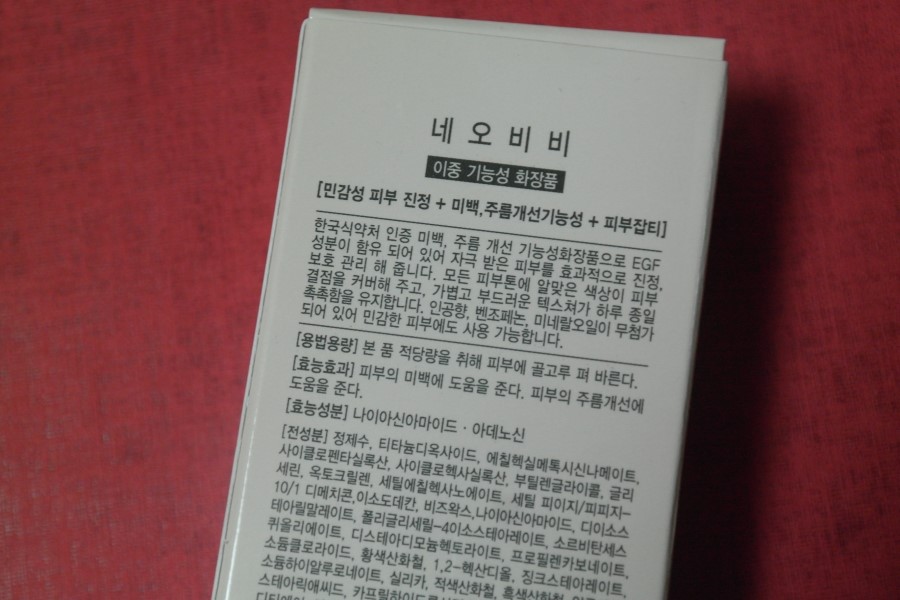 네오비비
이중 기능성 화장품
[민감성 피부 진정 + 미백,주름개선기능성 + 피부잡티]
한국식약처 인증 미백, 주름 개선 기능성화장품으로 EGF
성분이 함유 되어 있어 자극 받은 피부를 효과적으로 진정,
보호 관리 해 줍니다. 모든 피부톤에 알맞은 색상이 피부
결점을 커버해 주고, 가볍고 부드러운 텍스쳐가 하루 종일
촉촉함을 유지합니다. 인공향, 벤조페논, 미네랄오일이 무첨가
되어 있어 민감한 피부에도 사용 가능합니다.
[용법용량] 본 품 적당량을 취해 피부에 골고루 펴 바른다.
[효능효과] 피부의 미백에 도움을 준다. 피부의 주름개선에
도움을 준다.
[효능성분] 나이아신아마이드 · 아데노신
[전성분] 정제수, 티타늄디옥사이드, 에칠헥실메톡시신나메이트,
사이클로펜타실록산, 사이클로헥사실록산, 부틸렌글라이콜, 글리
세린, 옥토크릴렌, 세틸에칠헥사노에이트, 세틸 피이지/피피지-
10/1 디메치콘,이소도데칸, 비즈왁스,나이아신아마이드, 디이소스
테아릴말레이트, 폴리글리세릴-4이소스테아레이트, 소르비탄세스
퀴올리에이트, 디스테아디모늄헥토라이트, 프로필렌카보네이트,
소듐클로라이드, 황색산화철, 1,2-헥산디올, 징크스테아레이트,
소듐하이알루로네이트, 실리카, 적색산화철, 흑색산화철,
스테아릭애씨드,